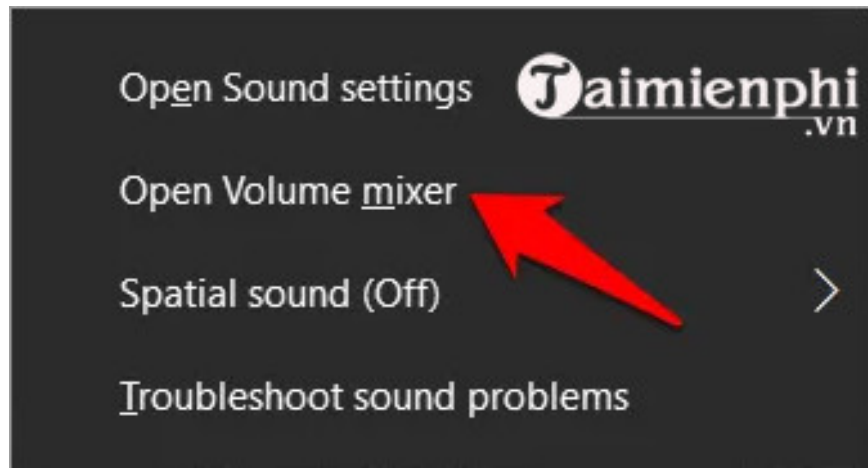 Open Sound settings
Taimienphi
.vn
Open Volume mixer
Spatial sound (Off)
Troubleshoot sound problems